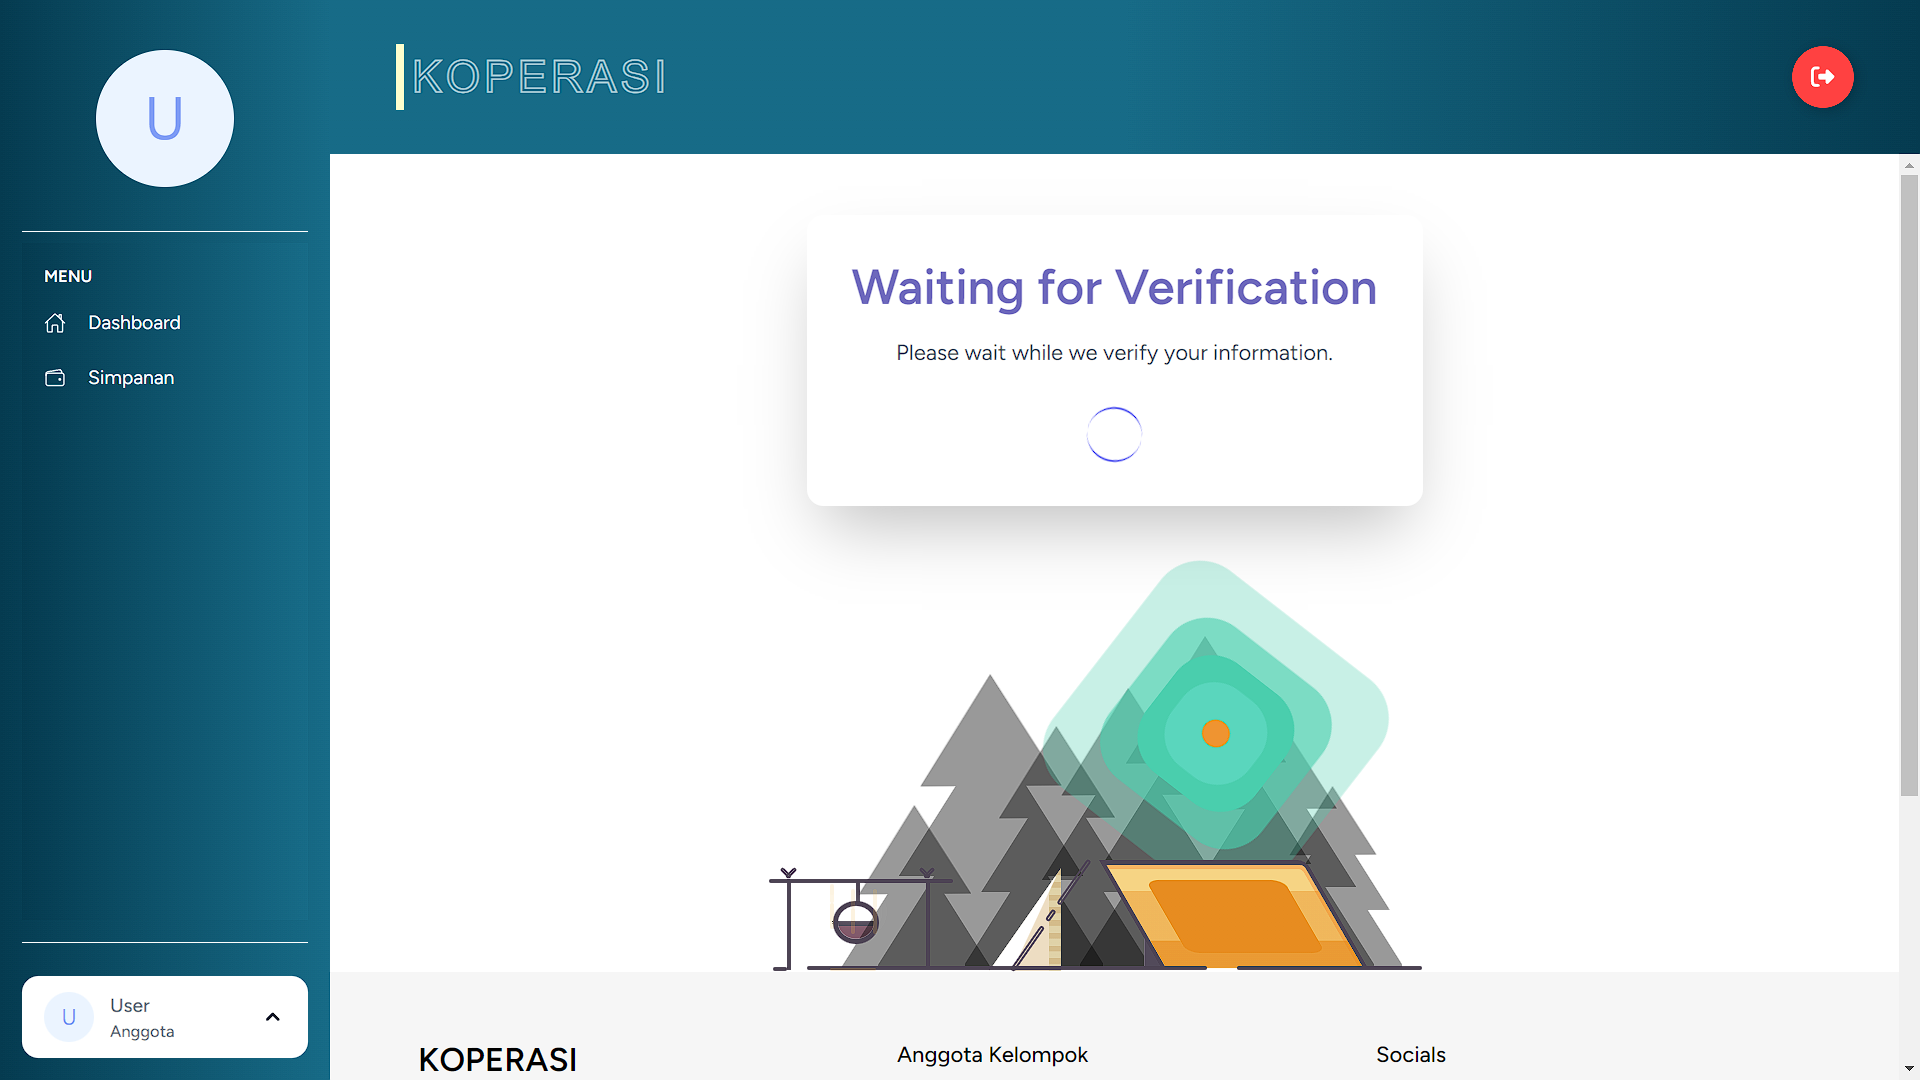 U
KOPERASI
MENU
Dashboard
Simpanan
Waiting for Verification
Please wait while we verify your information.
U
User
Anggota
KOPERASI
Anggota Kelompok
Socials